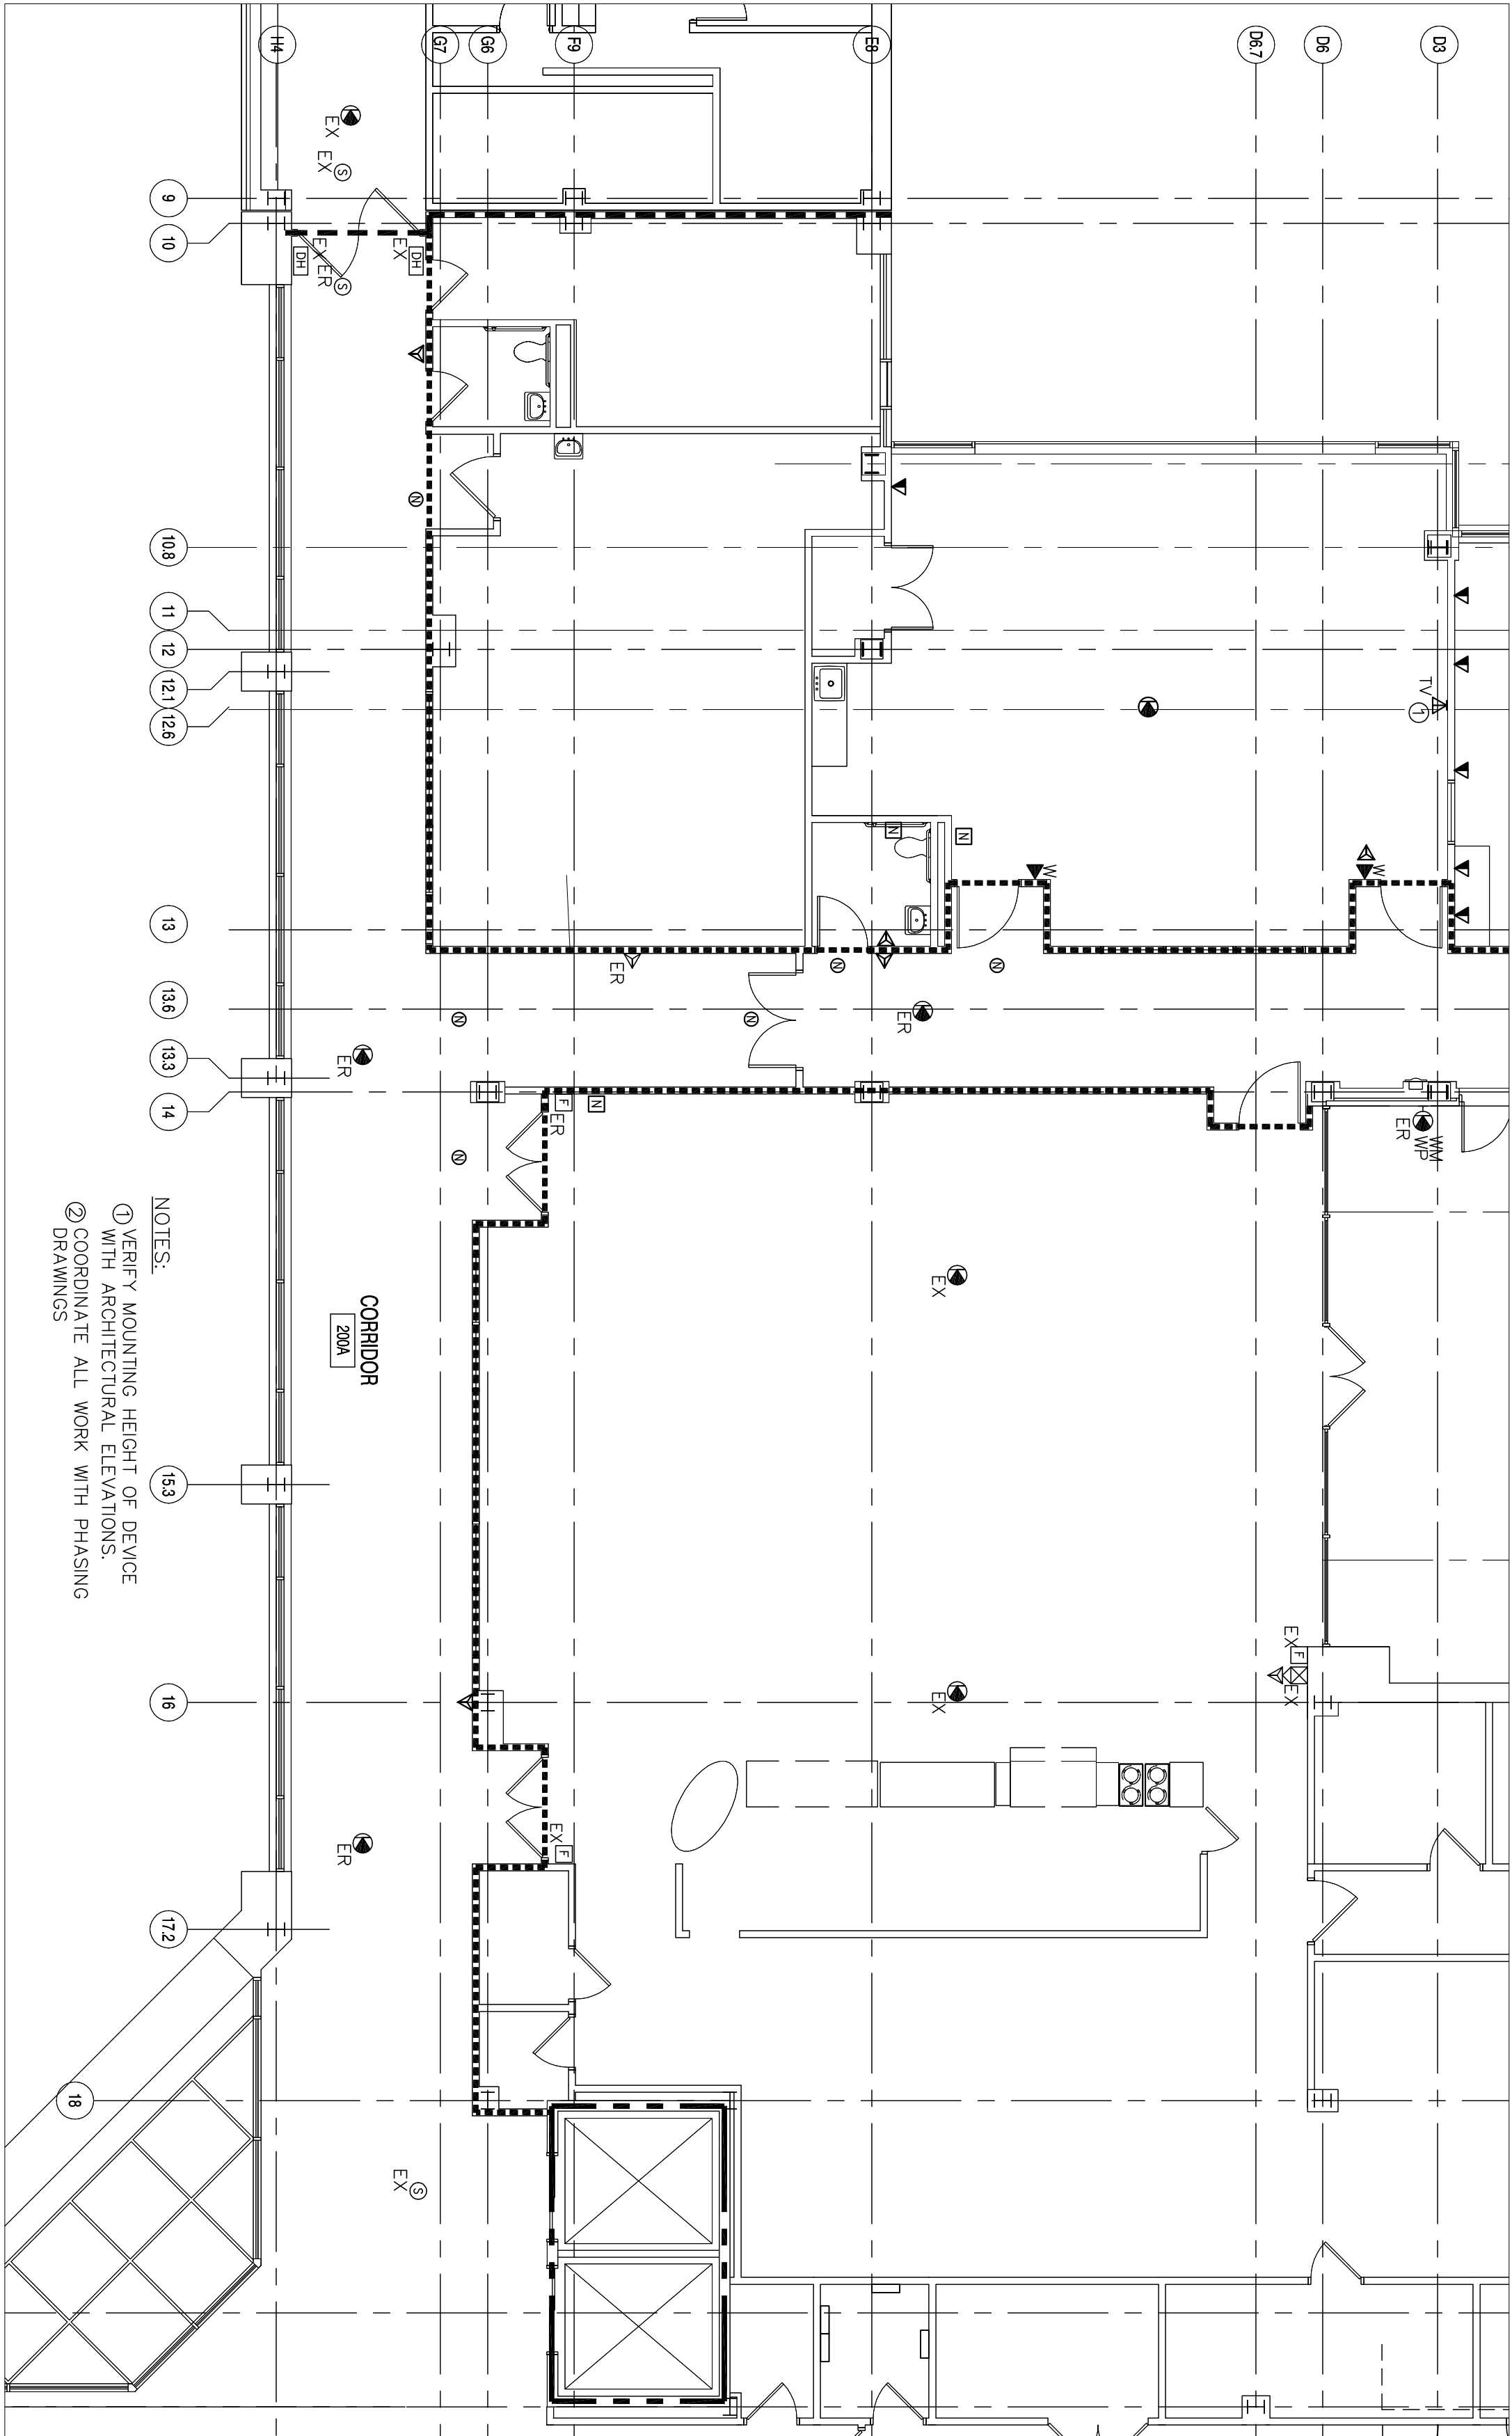 H4
G7
G6
F9
E8
D6.7
D6
D3
EX
S
EX
9
10
DH
EX
EX
DH
ER
S
N
10.8
11
12
12.1
12.6
TV
1
N
N
W
W
13
ER
N
N
13.6
N
N
ER
13.3
ER
14
F
ER
N
WM
WP
ER
N
NOTES:
① VERIFY MOUNTING HEIGHT OF DEVICE
WITH ARCHITECTURAL ELEVATIONS.
② COORDINATE ALL WORK WITH PHASING
DRAWINGS
EX
CORRIDOR
200A
15.3
EX
F
EX
16
EX
EX
F
ER
17.2
18
EX
S